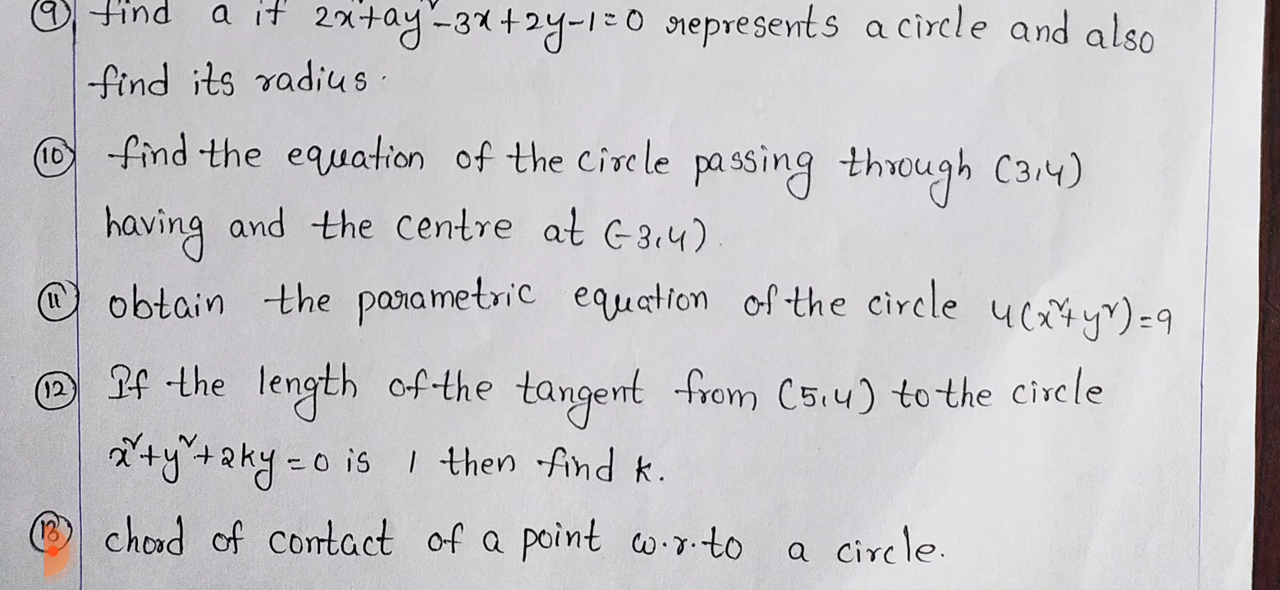 ⑨ find a if 2x²+ay²-3x+2y-1=0 represents a circle and also
find its radius.
⑩ find the equation of the circle passing through (3,4)
having and the centre at (-3,4).
⑪ obtain the parametric equation of the circle 4(x²+y²)=9
⑫ If the length of the tangent from (5,4) to the circle
x²+y²+2ky=0 is 1 then find k.
⑬ chord of contact of a point w.r.to a circle.